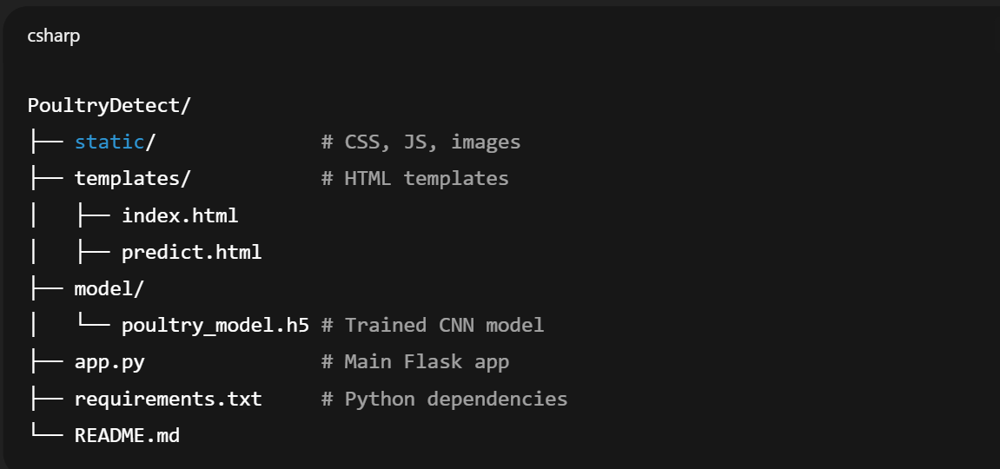 csharp
PoultryDetect/
├── static/              # CSS, JS, images
├── templates/           # HTML templates
│   ├── index.html
│   ├── predict.html
├── model/
│   └── poultry_model.h5 # Trained CNN model
├── app.py               # Main Flask app
├── requirements.txt     # Python dependencies
└── README.md